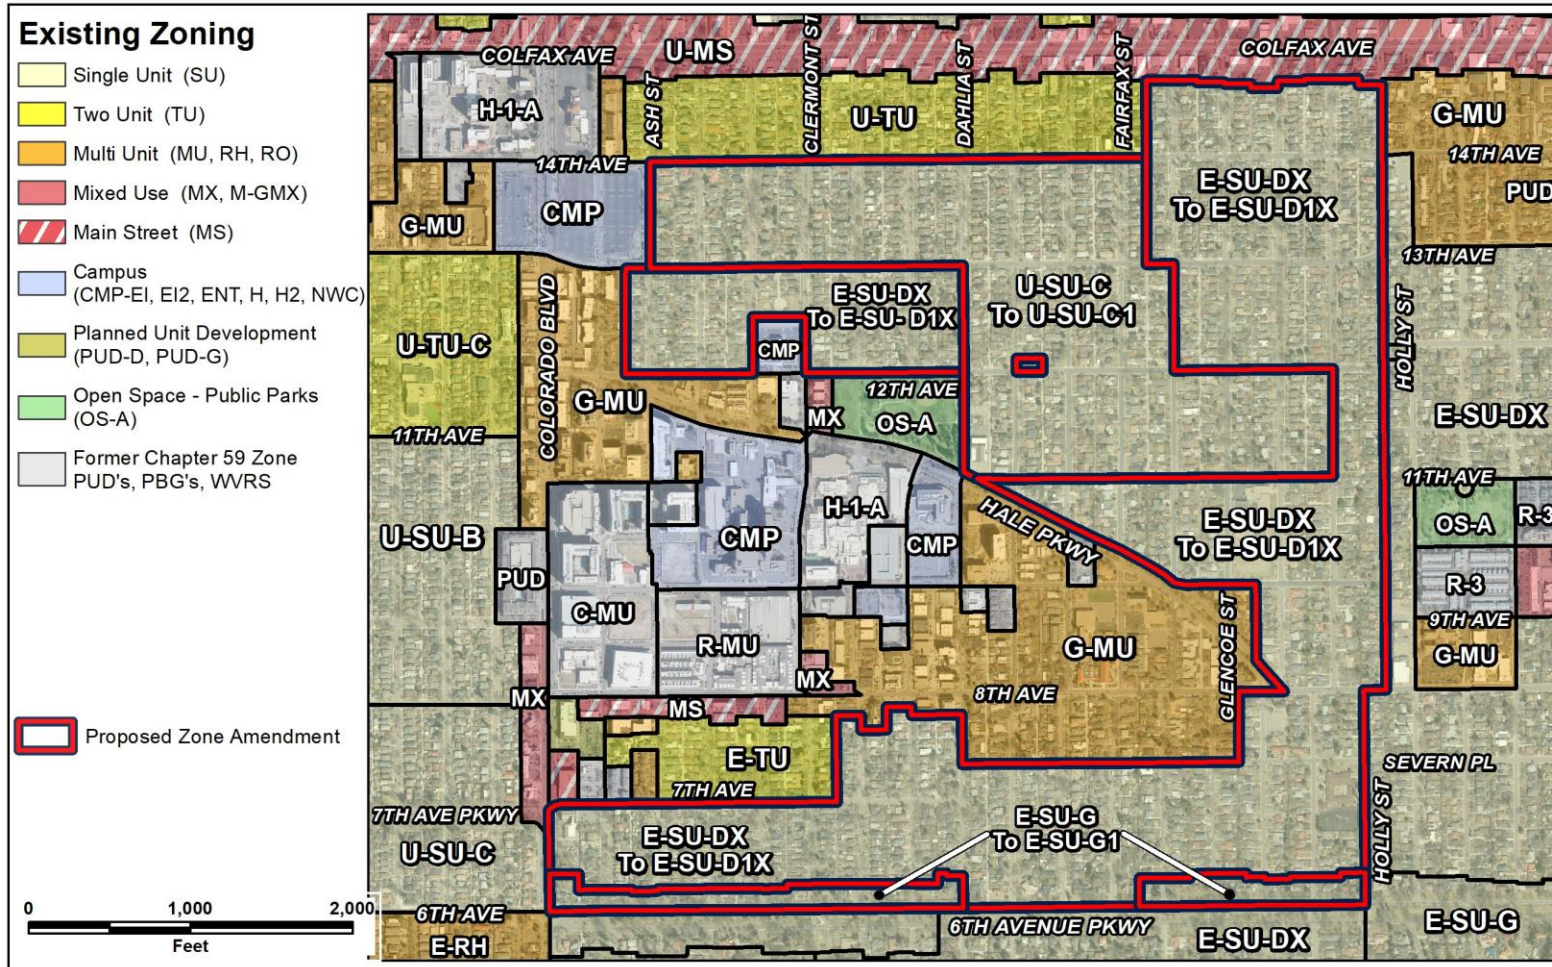 Existing Zoning
Single Unit (SU)
Two Unit (TU)
Multi Unit (MU, RH, RO)
Mixed Use (MX, M-GMX)
Main Street (MS)
Campus
(CMP-EI, EI2, ENT, H, H2, NWC)
Planned Unit Development
(PUD-D, PUD-G)
Open Space - Public Parks
(OS-A)
Former Chapter 59 Zone
PUD's, PBG's, WVRS
Proposed Zone Amendment
0 1,000 2,000
Feet
COLFAX AVE
U-MS
CLERMONT ST
DAHLIA ST
FAIRFAX ST
COLFAX AVE
H-1-A
ASH ST
U-TU
G-MU
14TH AVE
14TH AVE
PUD
E-SU-DX
To E-SU-D1X
G-MU
CMP
13TH AVE
COLORADO BLVD
U-TU-C
E-SU-DX
To E-SU- D1X
U-SU-C
To U-SU-C1
CMP
HOLLY ST
12TH AVE
G-MU
MX
OS-A
E-SU-DX
11TH AVE
11TH AVE
H-1-A
HALE PKWY
E-SU-DX
To E-SU-D1X
OS-A
R-3
U-SU-B
CMP
CMP
PUD
C-MU
R-3
GLENCOE ST
9TH AVE
R-MU
G-MU
G-MU
MX
MX
8TH AVE
MS
E-TU
SEVERN PL
7TH AVE
7TH AVE PKWY
U-SU-C
E-SU-DX
To E-SU-D1X
E-SU-G
To E-SU-G1
HOLLY ST
6TH AVE
6TH AVENUE PKWY
E-RH
E-SU-DX
E-SU-G